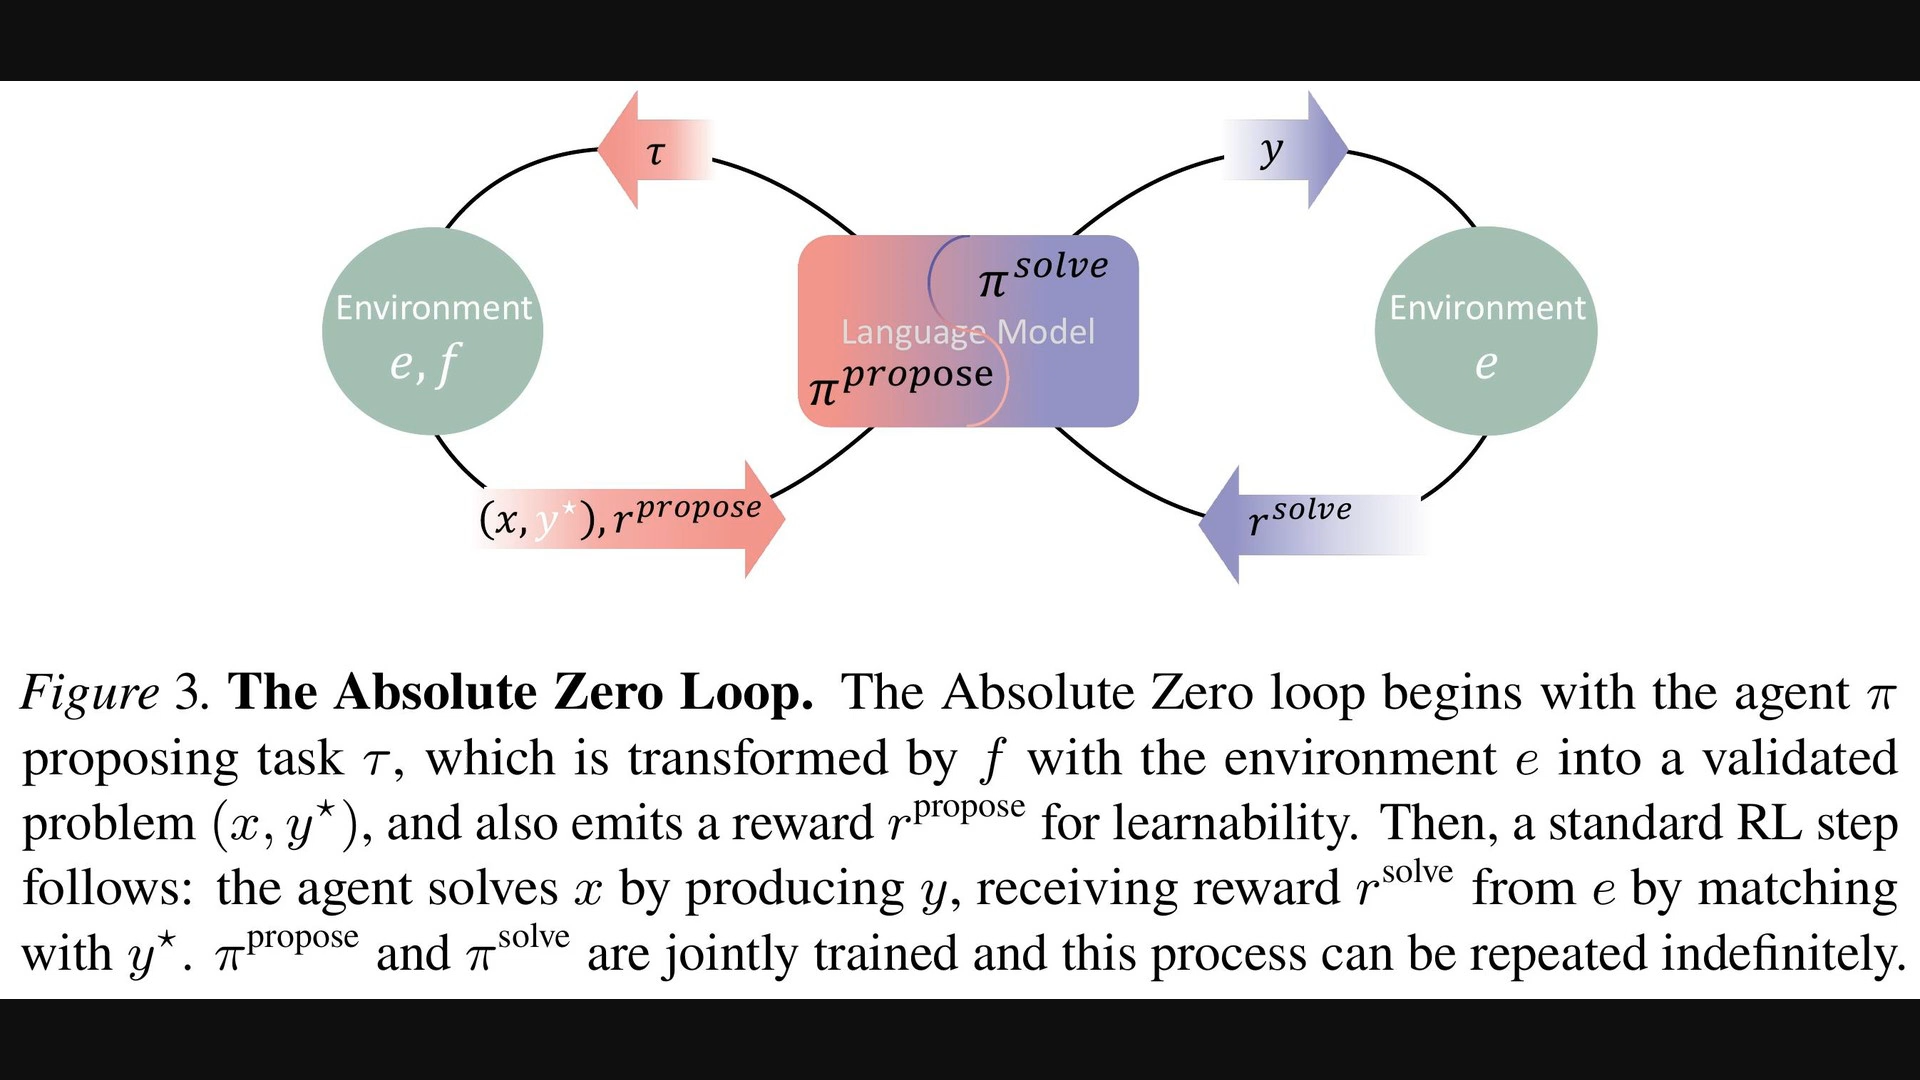 τ
y
π^solve
Environment
Language Model
Environment
e, f
π^propose
e
(x, y*), r^propose
r^solve
Figure 3. The Absolute Zero Loop. The Absolute Zero loop begins with the agent π
proposing task τ, which is transformed by f with the environment e into a validated
problem (x, y*), and also emits a reward r^propose for learnability. Then, a standard RL step
follows: the agent solves x by producing y, receiving reward r^solve from e by matching
with y*. π^propose and π^solve are jointly trained and this process can be repeated indefinitely.